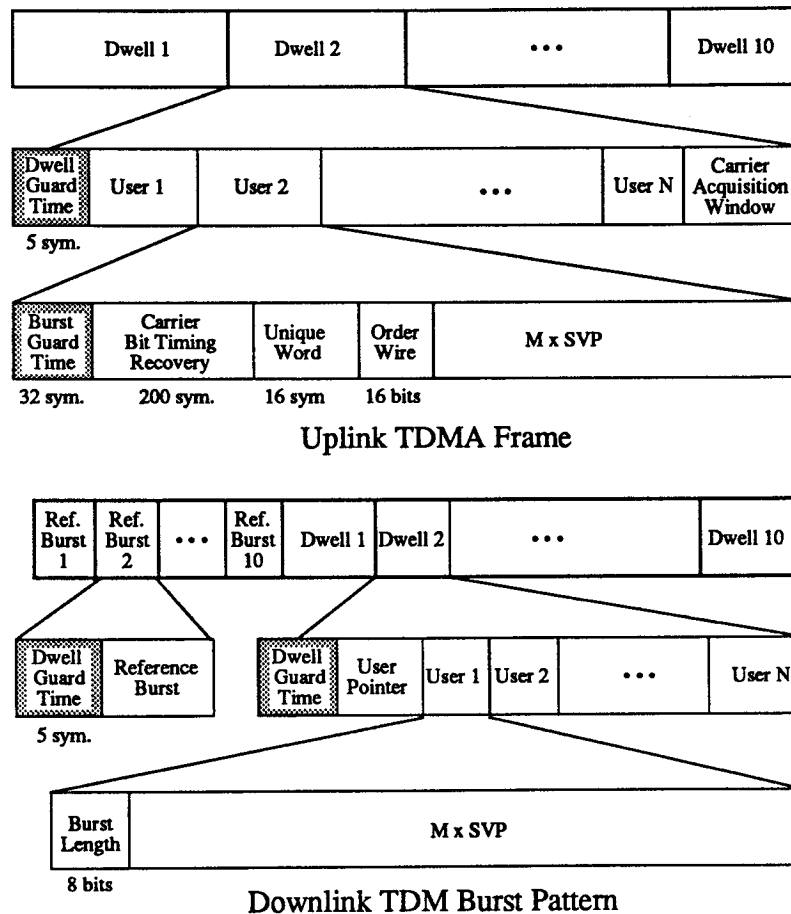 Dwell 1 Dwell 2 ••• Dwell 10
Dwell
Guard
Time
User 1 User 2 ••• User N
Carrier
Acquisition
Window
5 sym.
Burst
Guard
Time
Carrier
Bit Timing
Recovery
Unique
Word
Order
Wire
M x SVP
32 sym. 200 sym. 16 sym 16 bits
Uplink TDMA Frame
Ref.
Burst
1
Ref.
Burst
2
•••
Ref.
Burst
10
Dwell 1 Dwell 2 ••• Dwell 10
Dwell
Guard
Time
Reference
Burst
5 sym.
Dwell
Guard
Time
User
Pointer
User 1 User 2 ••• User N
Burst
Length
M x SVP
8 bits
Downlink TDM Burst Pattern